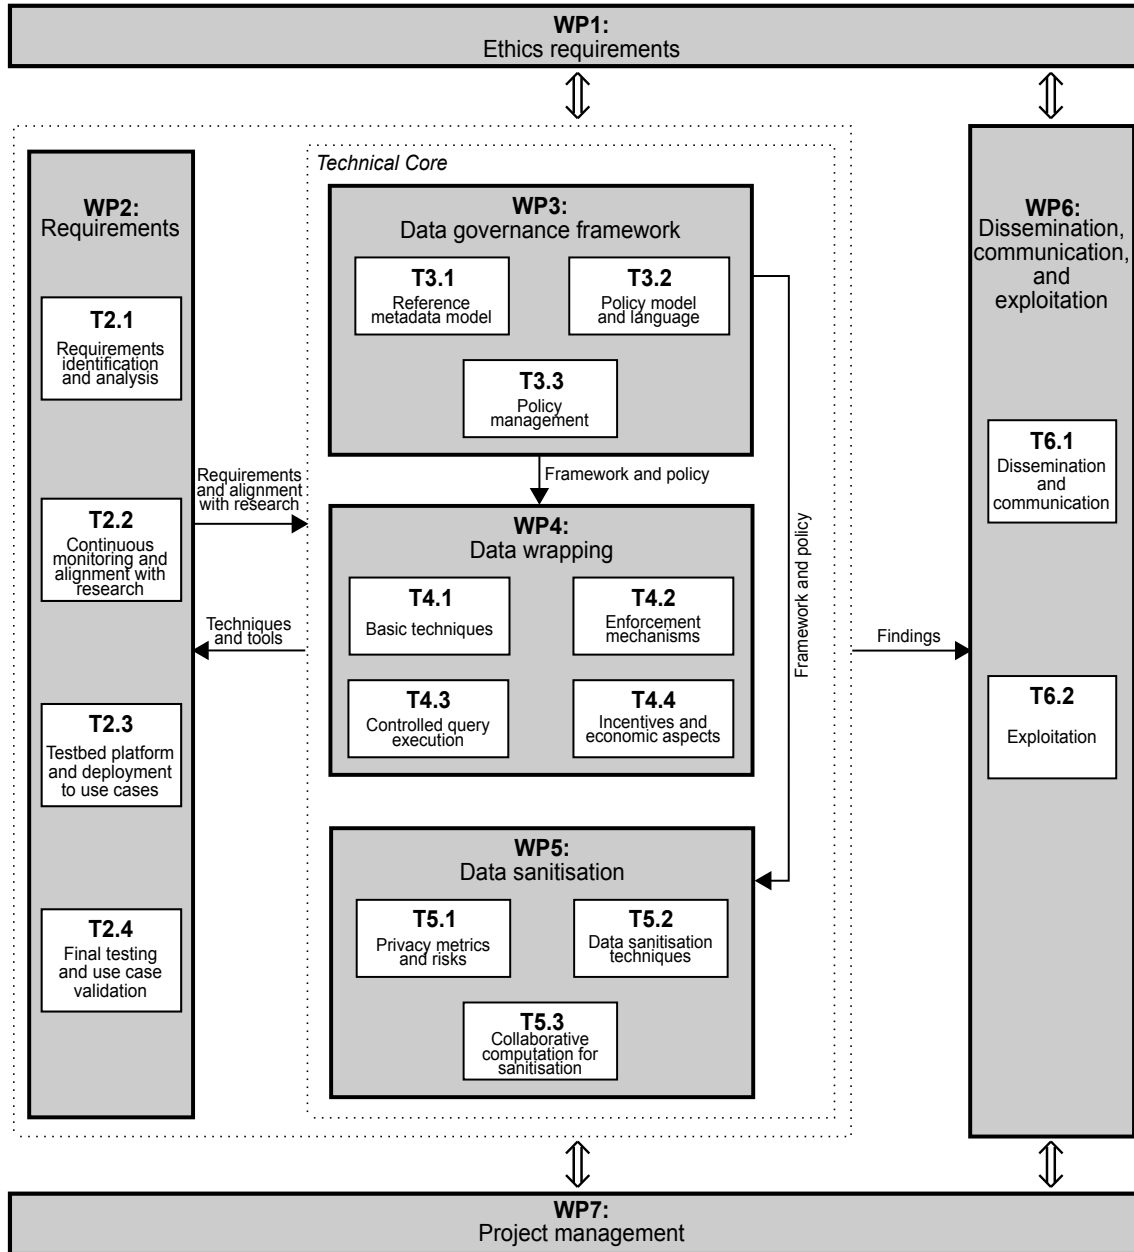 WP1:
Ethics requirements
WP2:
Requirements
T2.1
Requirements
identification
and analysis
T2.2
Continuous
monitoring and
alignment with
research
T2.3
Testbed platform
and deployment
to use cases
T2.4
Final testing
and use case
validation
Requirements
and alignment
with research
Techniques
and tools
Technical Core
WP3:
Data governance framework
T3.1
Reference
metadata model
T3.2
Policy model
and language
T3.3
Policy
management
Framework and policy
WP4:
Data wrapping
T4.1
Basic techniques
T4.2
Enforcement
mechanisms
T4.3
Controlled query
execution
T4.4
Incentives and
economic aspects
Framework and policy
WP5:
Data sanitisation
T5.1
Privacy metrics
and risks
T5.2
Data sanitisation
techniques
T5.3
Collaborative
computation for
sanitisation
Findings
WP6:
Dissemination,
communication,
and
exploitation
T6.1
Dissemination
and
communication
T6.2
Exploitation
WP7:
Project management